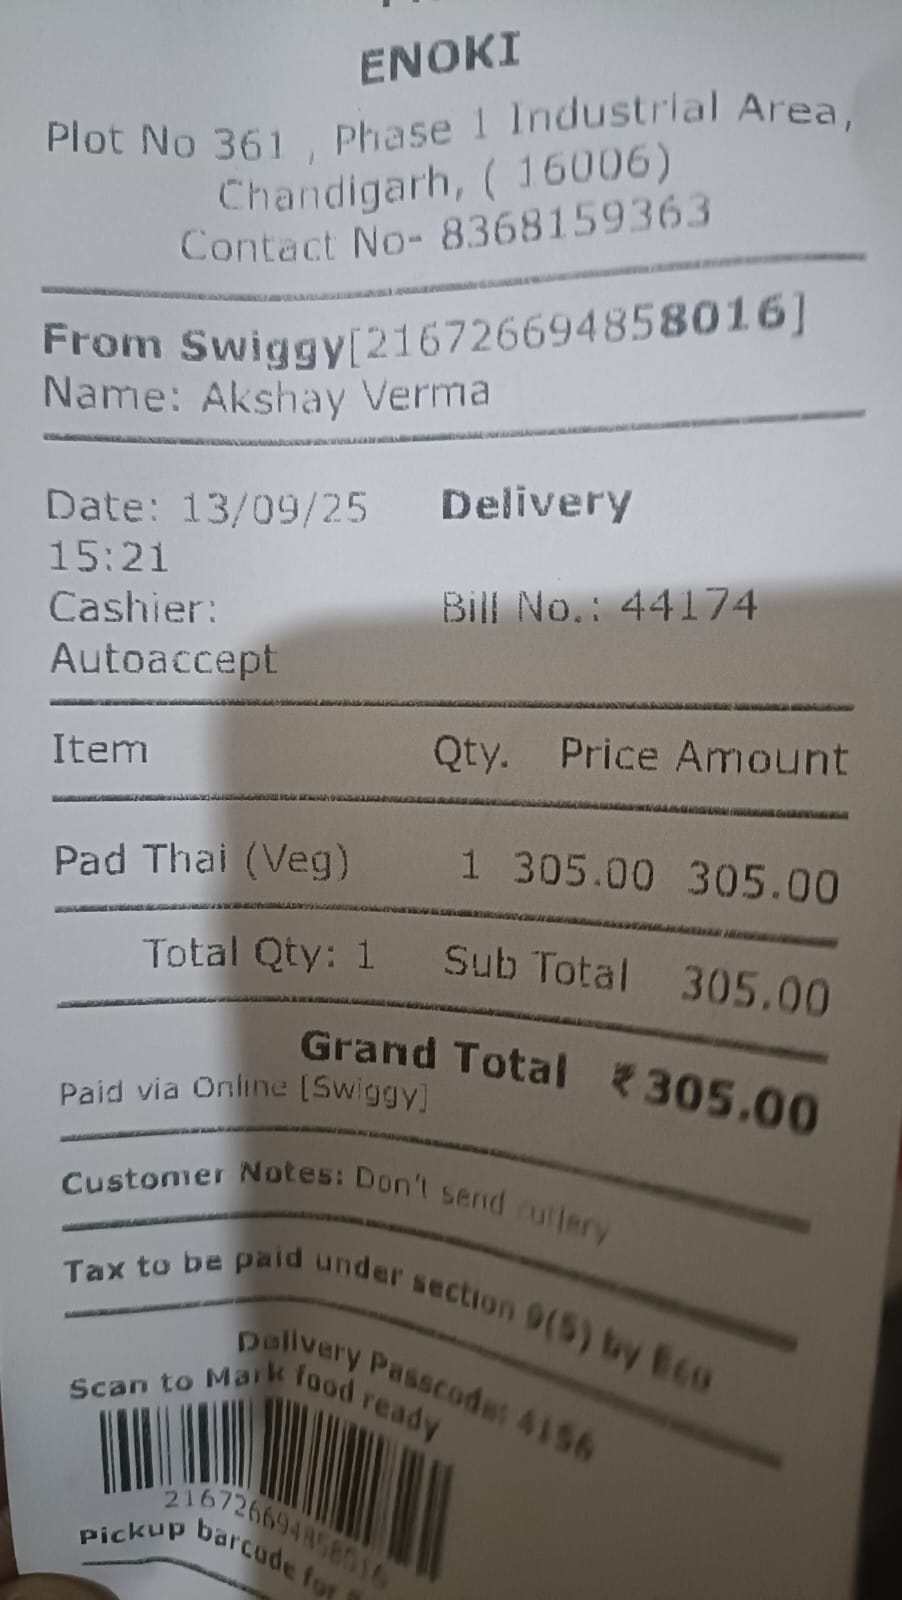 ENOKI
Plot No 361 , Phase 1 Industrial Area,
Chandigarh, ( 16006)
Contact No- 8368159363
From Swiggy[216726694858016]
Name: Akshay Verma
Date: 13/09/25 Delivery
15:21
Cashier: Bill No.: 44174
Autoaccept
Item Qty. Price Amount
Pad Thai (Veg) 1 305.00 305.00
Total Qty: 1 Sub Total 305.00
Grand Total ₹305.00
Paid via Online [Swiggy]
Customer Notes: Don't send cutlery
Tax to be paid under section 9(5) by Eco
Delivery Passcode: 4156
Scan to Mark food ready
216726694858016
Pickup barcode for